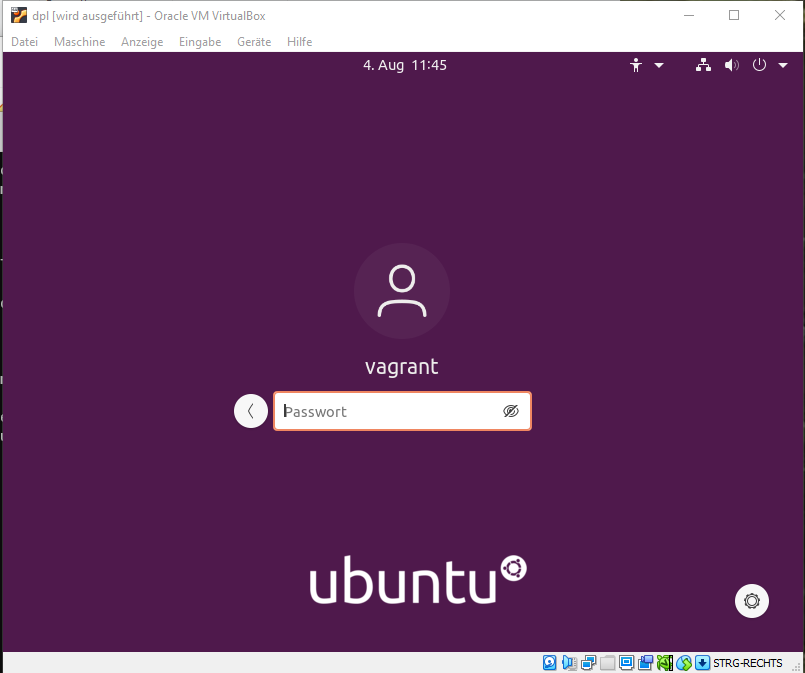 dpl [wird ausgeführt] - Oracle VM VirtualBox
Datei Maschine Anzeige Eingabe Geräte Hilfe
4. Aug 11:45
vagrant
Passwort
ubuntu
STRG-RECHTS